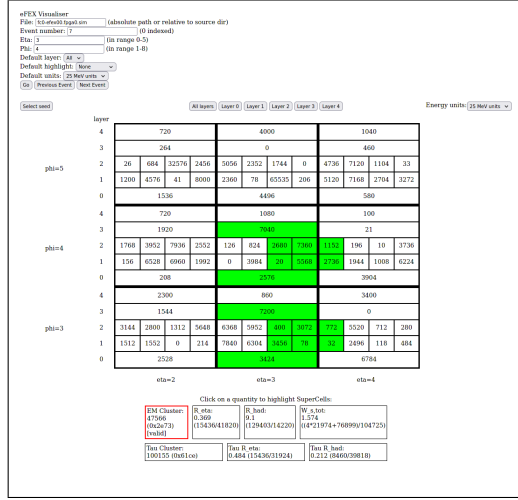 eFEX Visualiser
File: fc0-efex00.fpga0.sim (absolute path or relative to source dir)
Event number: 7 (0 indexed)
Eta: 3 (in range 0-5)
Phi: 4 (in range 1-8)
Default layer: All
Default highlight: None
Default units: 25 MeV units
Go Previous Event Next Event
Select seed All layers Layer 0 Layer 1 Layer 2 Layer 3 Layer 4 Energy units: 25 MeV units
layer
4 720 4000 1040
3 264 0 460
phi=5 2 26 684 32576 2456 5056 2352 1744 0 4736 7120 1104 33
1 1200 4576 41 8000 2360 78 65535 206 5120 7168 2704 3272
0 1536 4496 580
4 720 1080 100
3 1920 7040 21
phi=4 2 1768 3952 7936 2552 126 824 2680 7360 1152 196 10 3736
1 156 6528 6960 1992 0 3984 20 5568 2736 1944 1008 6224
0 208 2576 3904
4 2300 860 3400
3 1544 7200 0
phi=3 2 3144 2800 1312 5648 6368 5952 400 3072 772 5520 712 280
1 1512 1552 0 214 7840 6304 3456 78 32 2496 118 484
0 2528 3424 6784
eta=2 eta=3 eta=4
Click on a quantity to highlight SuperCells:
EM Cluster: R_eta: R_had: W_s,tot:
47566 0.369 9.1 1.574
(0x2e73) (15436/41820) (129403/14220) ((4*21974+76899)/104725)
[valid]
Tau Cluster: Tau R_eta: Tau R_had:
100155 (0x61ce) 0.484 (15436/31924) 0.212 (8460/39818)